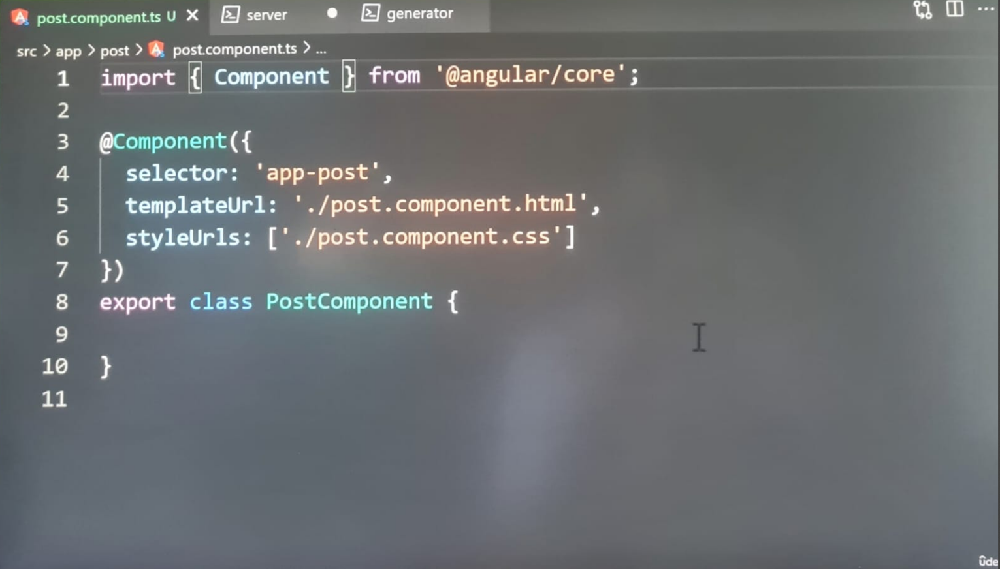 post.component.ts U
server
generator
src > app > post > post.component.ts > ...
1 import { Component } from '@angular/core';
2
3 @Component({
4 selector: 'app-post',
5 templateUrl: './post.component.html',
6 styleUrls: ['./post.component.css']
7 })
8 export class PostComponent {
9
10 }
11
ûde